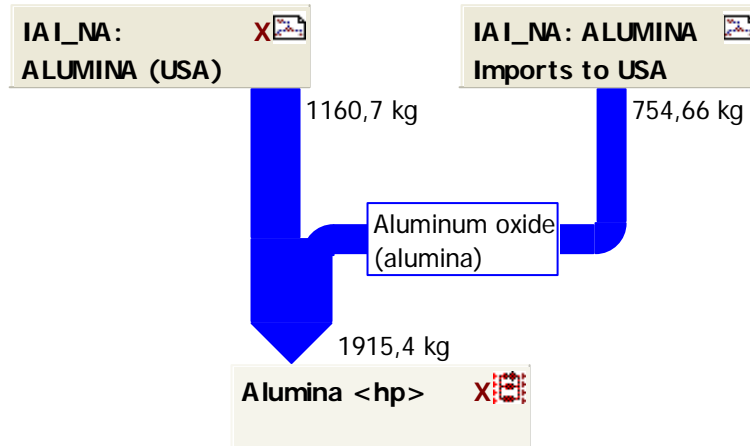 IAI_NA:
ALUMINA (USA)
X
IAI_NA: ALUMINA
Imports to USA
1160,7 kg
754,66 kg
Aluminum oxide
(alumina)
1915,4 kg
Alumina <hp>
X